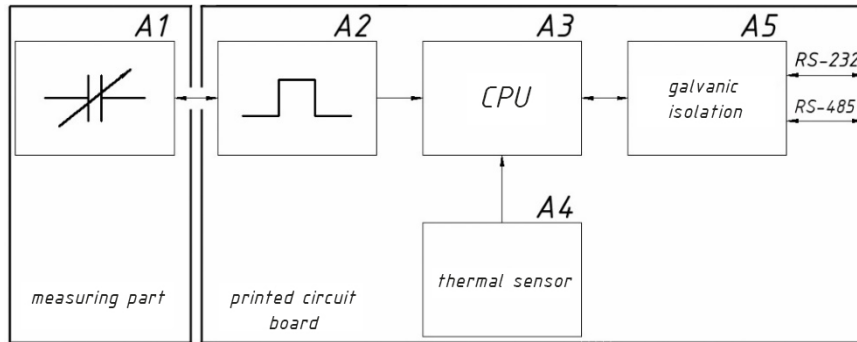 A1
A2
A3
A5
CPU
galvanic
isolation
RS-232
RS-485
A4
thermal sensor
measuring part
printed circuit
board